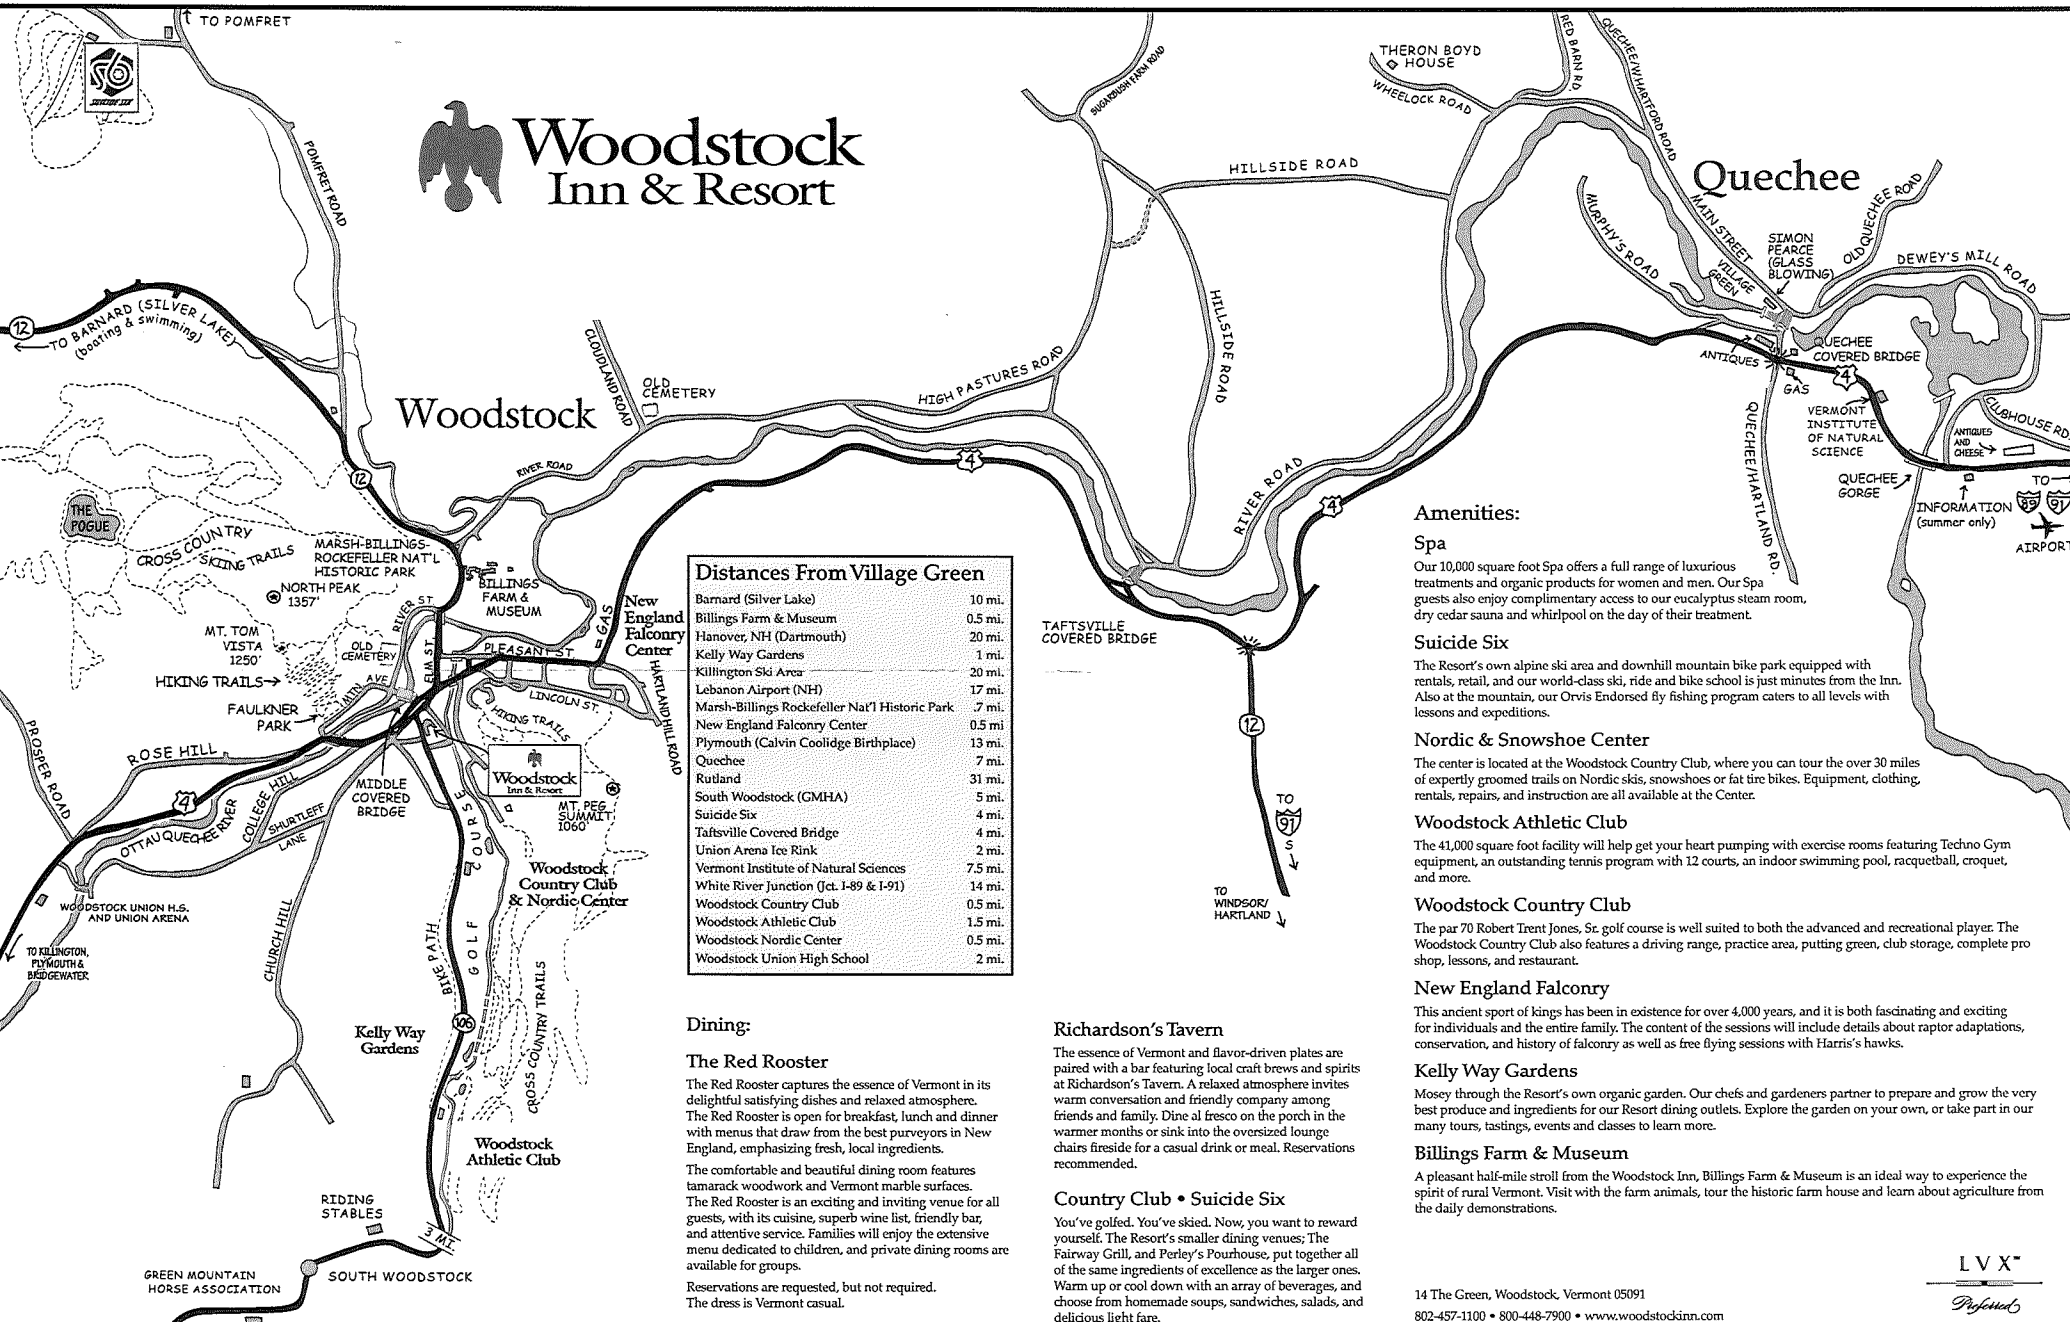 TO POMFRET
SUICIDE SIX
POMFRET ROAD
Woodstock
Inn & Resort
SUGARBUSH FARM ROAD
THERON BOYD
HOUSE
WHEELOCK ROAD
RED BARN RD.
QUECHEE/WHARTFORD ROAD
HILLSIDE ROAD
Quechee
MURPHY'S ROAD
MAIN STREET
VILLAGE
GREEN
SIMON
PEARCE
(GLASS
BLOWING)
OLD QUECHEE ROAD
DEWEY'S MILL ROAD
12
TO BARNARD (SILVER LAKE)
(boating & swimming)
CLOUDLAND ROAD
OLD
CEMETERY
HIGH PASTURES ROAD
HILLSIDE ROAD
ANTIQUES
QUECHEE
COVERED BRIDGE
4
GAS
QUECHEE/HARTLAND RD.
VERMONT
INSTITUTE
OF NATURAL
SCIENCE
CLUBHOUSE RD.
ANTIQUES
AND
CHEESE
QUECHEE
GORGE
INFORMATION
(summer only)
TO
89
91
AIRPORT
Woodstock
RIVER ROAD
4
RIVER ROAD
4
12
THE
POGUE
CROSS COUNTRY
SKIING TRAILS
MARSH-BILLINGS-
ROCKEFELLER NAT'L
HISTORIC PARK
NORTH PEAK
1357'
BILLINGS
FARM &
MUSEUM
RIVER ST
MT. TOM
VISTA
1250'
OLD
CEMETERY
ELM ST.
PLEASANT ST
GAS
New
England
Falconry
Center
HARTLAND HILL ROAD
HIKING TRAILS
MTN. AVE
LINCOLN ST.
HIKING TRAILS
FAULKNER
PARK
ROSE HILL
PROSPER ROAD
4
OTTAUQUECHEE RIVER
COLLEGE HILL
SHURTLEFF
LANE
MIDDLE
COVERED
BRIDGE
Woodstock
Inn & Resort
MT. PEG
SUMMIT
1060'
GOLF COURSE
Woodstock
Country Club
& Nordic Center
WOODSTOCK UNION H.S.
AND UNION ARENA
TO KILLINGTON,
PLYMOUTH &
BRIDGEWATER
CHURCH HILL
BIKE PATH
CROSS COUNTRY TRAILS
106
Kelly Way
Gardens
Woodstock
Athletic Club
RIDING
STABLES
3 MI
GREEN MOUNTAIN
HORSE ASSOCIATION
SOUTH WOODSTOCK
TAFTSVILLE
COVERED BRIDGE
12
TO
91
S
TO
WINDSOR/
HARTLAND
Distances From Village Green
Barnard (Silver Lake) 10 mi.
Billings Farm & Museum 0.5 mi.
Hanover, NH (Dartmouth) 20 mi.
Kelly Way Gardens 1 mi.
Killington Ski Area 20 mi.
Lebanon Airport (NH) 17 mi.
Marsh-Billings Rockefeller Nat'l Historic Park .7 mi.
New England Falconry Center 0.5 mi
Plymouth (Calvin Coolidge Birthplace) 13 mi.
Quechee 7 mi.
Rutland 31 mi.
South Woodstock (GMHA) 5 mi.
Suicide Six 4 mi.
Taftsville Covered Bridge 4 mi.
Union Arena Ice Rink 2 mi.
Vermont Institute of Natural Sciences 7.5 mi.
White River Junction (Jct. I-89 & I-91) 14 mi.
Woodstock Country Club 0.5 mi.
Woodstock Athletic Club 1.5 mi.
Woodstock Nordic Center 0.5 mi.
Woodstock Union High School 2 mi.
Dining:
The Red Rooster
The Red Rooster captures the essence of Vermont in its
delightful satisfying dishes and relaxed atmosphere.
The Red Rooster is open for breakfast, lunch and dinner
with menus that draw from the best purveyors in New
England, emphasizing fresh, local ingredients.
The comfortable and beautiful dining room features
tamarack woodwork and Vermont marble surfaces.
The Red Rooster is an exciting and inviting venue for all
guests, with its cuisine, superb wine list, friendly bar,
and attentive service. Families will enjoy the extensive
menu dedicated to children, and private dining rooms are
available for groups.
Reservations are requested, but not required.
The dress is Vermont casual.
Richardson's Tavern
The essence of Vermont and flavor-driven plates are
paired with a bar featuring local craft brews and spirits
at Richardson's Tavern. A relaxed atmosphere invites
warm conversation and friendly company among
friends and family. Dine al fresco on the porch in the
warmer months or sink into the oversized lounge
chairs fireside for a casual drink or meal. Reservations
recommended.
Country Club • Suicide Six
You've golfed. You've skied. Now, you want to reward
yourself. The Resort's smaller dining venues; The
Fairway Grill, and Perley's Pourhouse, put together all
of the same ingredients of excellence as the larger ones.
Warm up or cool down with an array of beverages, and
choose from homemade soups, sandwiches, salads, and
delicious light fare.
Amenities:
Spa
Our 10,000 square foot Spa offers a full range of luxurious
treatments and organic products for women and men. Our Spa
guests also enjoy complimentary access to our eucalyptus steam room,
dry cedar sauna and whirlpool on the day of their treatment.
Suicide Six
The Resort's own alpine ski area and downhill mountain bike park equipped with
rentals, retail, and our world-class ski, ride and bike school is just minutes from the Inn.
Also at the mountain, our Orvis Endorsed fly fishing program caters to all levels with
lessons and expeditions.
Nordic & Snowshoe Center
The center is located at the Woodstock Country Club, where you can tour the over 30 miles
of expertly groomed trails on Nordic skis, snowshoes or fat tire bikes. Equipment, clothing,
rentals, repairs, and instruction are all available at the Center.
Woodstock Athletic Club
The 41,000 square foot facility will help get your heart pumping with exercise rooms featuring Techno Gym
equipment, an outstanding tennis program with 12 courts, an indoor swimming pool, racquetball, croquet,
and more.
Woodstock Country Club
The par 70 Robert Trent Jones, Sr. golf course is well suited to both the advanced and recreational player. The
Woodstock Country Club also features a driving range, practice area, putting green, club storage, complete pro
shop, lessons, and restaurant.
New England Falconry
This ancient sport of kings has been in existence for over 4,000 years, and it is both fascinating and exciting
for individuals and the entire family. The content of the sessions will include details about raptor adaptations,
conservation, and history of falconry as well as free flying sessions with Harris's hawks.
Kelly Way Gardens
Mosey through the Resort's own organic garden. Our chefs and gardeners partner to prepare and grow the very
best produce and ingredients for our Resort dining outlets. Explore the garden on your own, or take part in our
many tours, tastings, events and classes to learn more.
Billings Farm & Museum
A pleasant half-mile stroll from the Woodstock Inn, Billings Farm & Museum is an ideal way to experience the
spirit of rural Vermont. Visit with the farm animals, tour the historic farm house and learn about agriculture from
the daily demonstrations.
14 The Green, Woodstock, Vermont 05091
802-457-1100 • 800-448-7900 • www.woodstockinn.com
LVX™
Preferred